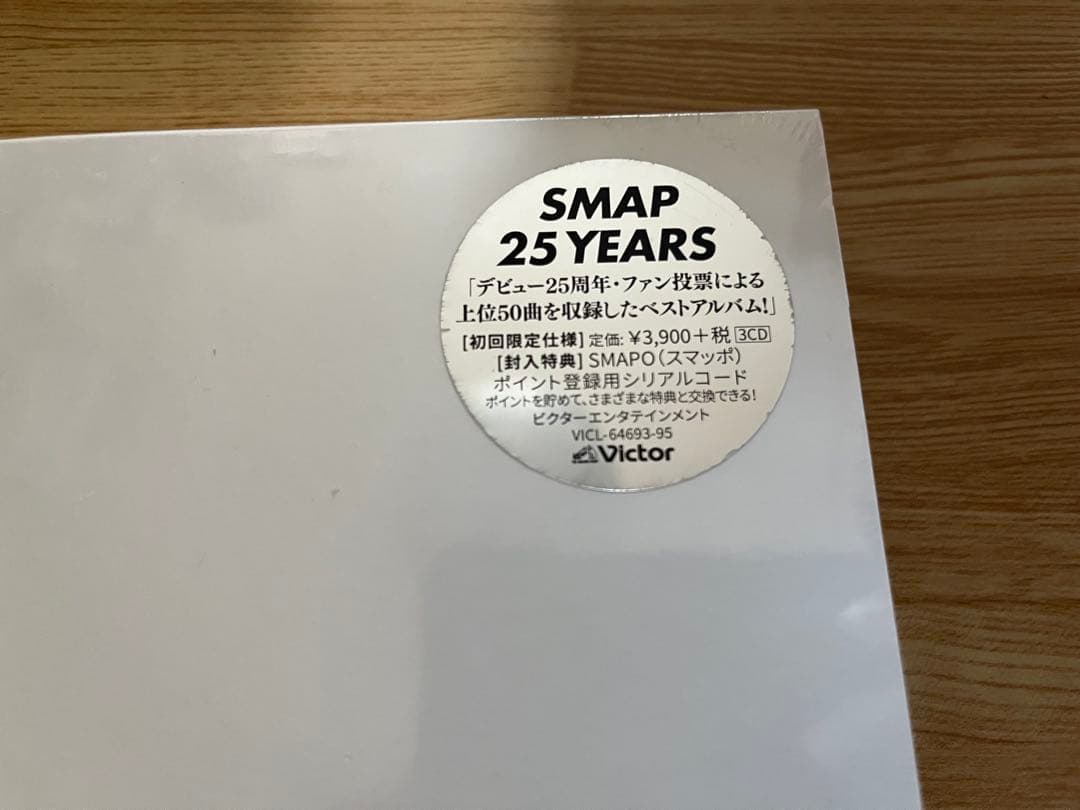 SMAP
25 YEARS
「デビュー25周年・ファン投票による
上位50曲を収録したベストアルバム!」
[初回限定仕様] 定価:¥3,900+税 3CD
[封入特典] SMAPO(スマッポ)
ポイント登録用シリアルコード
ポイントを貯めて、さまざまな特典と交換できる!
ビクターエンタテインメント
VICL-64693-95
Victor